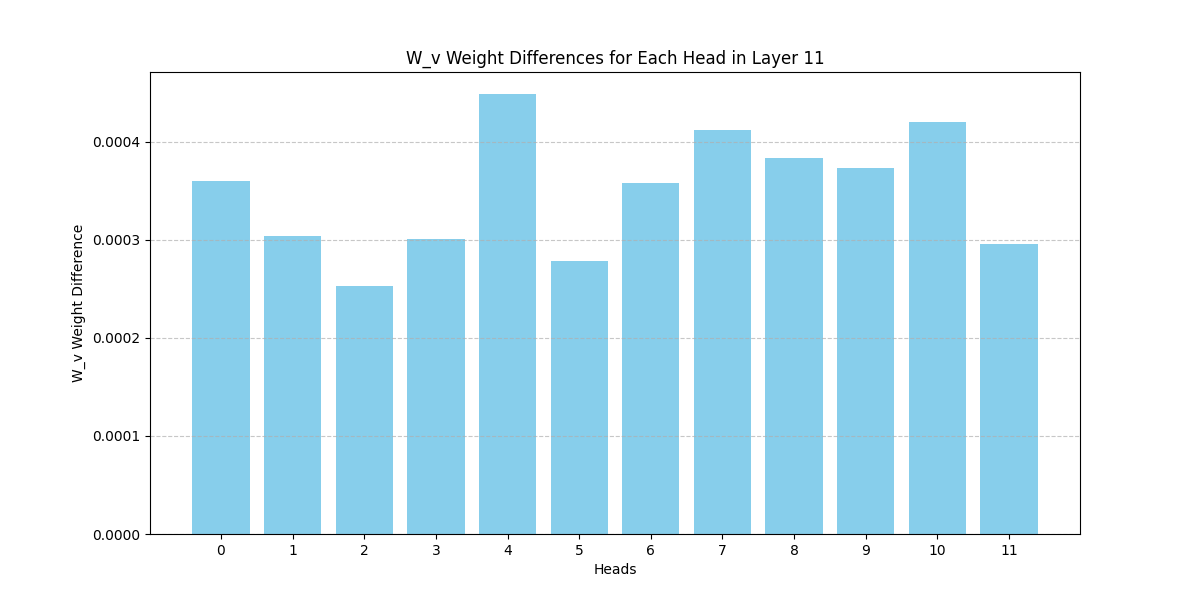 W_v Weight Differences for Each Head in Layer 11
W_v Weight Difference
0.0004
0.0003
0.0002
0.0001
0.0000
0 1 2 3 4 5 6 7 8 9 10 11
Heads